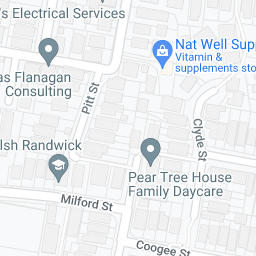 's Electrical Services
Nat Well Supp
Vitamin &
supplements sto
as Flanagan
Consulting
Pitt St
Clyde St
lsh Randwick
Pear Tree House
Family Daycare
Milford St
Coogee St